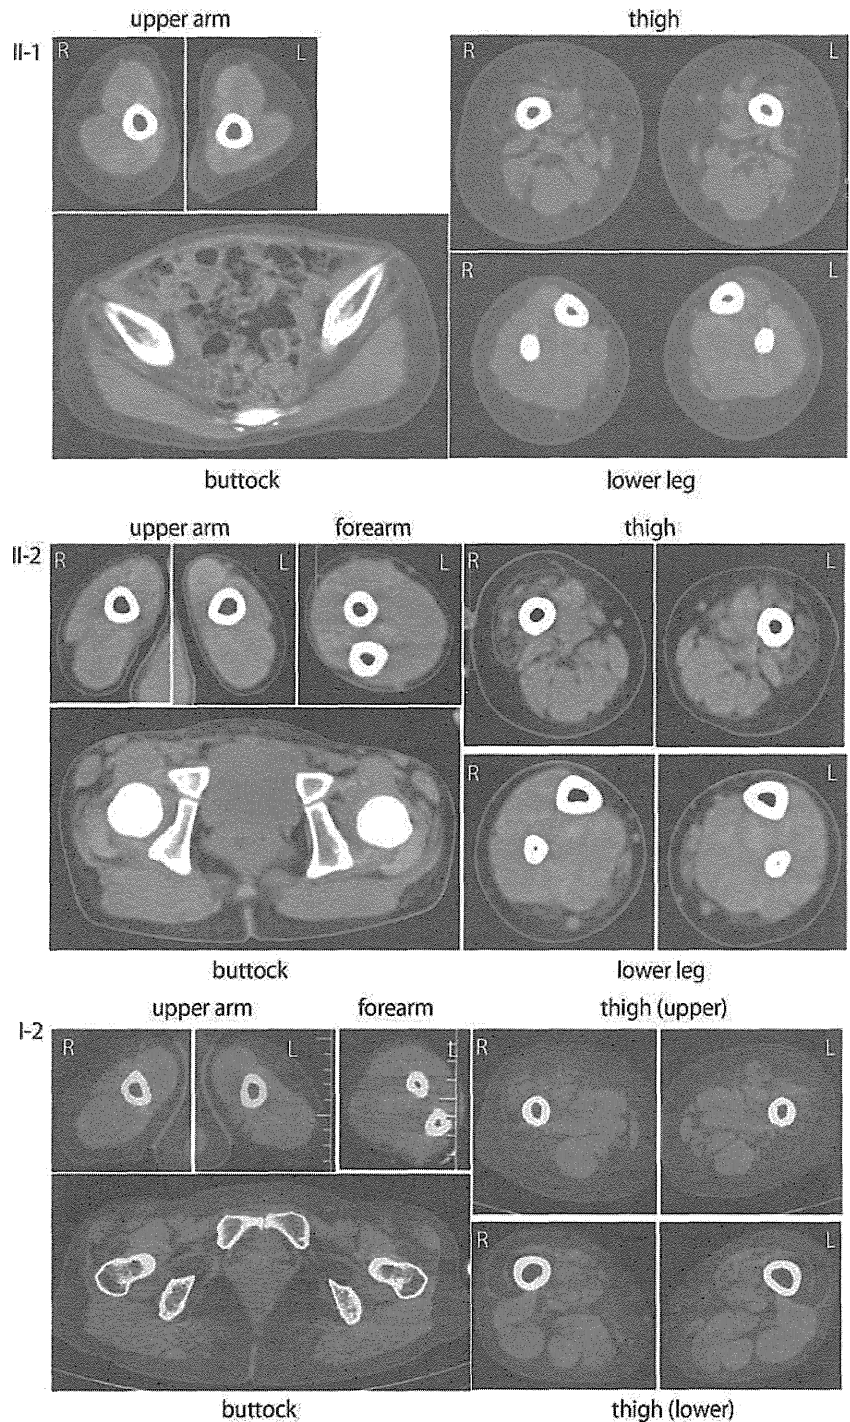 upper arm thigh
II-1 R L R L
R L
buttock lower leg
upper arm forearm thigh
II-2 R L R L
R L
buttock lower leg
upper arm forearm thigh (upper)
I-2 R L L R L
R L
buttock thigh (lower)